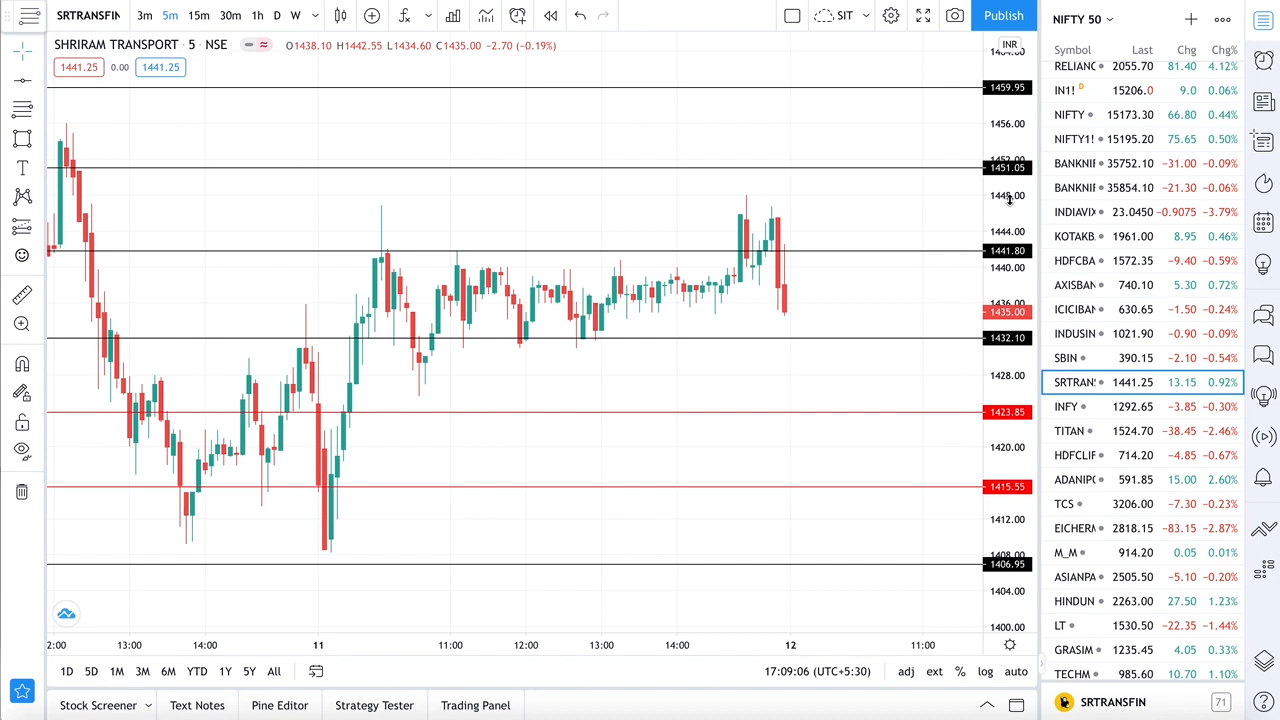 SRTRANSFIN 3m 5m 15m 30m 1h D W SIT Publish
SHRIRAM TRANSPORT · 5 · NSE O1438.10 H1442.55 L1434.60 C1435.00 −2.70 (−0.19%)
1441.25 0.00 1441.25
INR
1459.95
1456.00
1451.05
1448.00
1444.00
1441.80
1440.00
1436.00
1435.00
1432.10
1428.00
1423.85
1420.00
1415.55
1412.00
1408.00
1406.95
1404.00
1400.00
2:00 13:00 14:00 11 11:00 12:00 13:00 14:00 12 11:00
1D 5D 1M 3M 6M YTD 1Y 5Y All 17:09:06 (UTC+5:30) adj ext % log auto
Stock Screener Text Notes Pine Editor Strategy Tester Trading Panel
NIFTY 50
Symbol Last Chg Chg%
RELIANC 2055.70 81.40 4.12%
IN1! D 15206.0 9.0 0.06%
NIFTY 15173.30 66.80 0.44%
NIFTY1! 15195.20 75.65 0.50%
BANKNIF 35752.10 −31.00 −0.09%
BANKNIF 35854.10 −21.30 −0.06%
INDIAVIX 23.0450 −0.9075 −3.79%
KOTAKB 1961.00 8.95 0.46%
HDFCBA 1572.35 −9.40 −0.59%
AXISBAN 740.10 5.30 0.72%
ICICIBAN 630.65 −1.50 −0.24%
INDUSIN 1021.90 −0.90 −0.09%
SBIN 390.15 −2.10 −0.54%
SRTRANS 1441.25 13.15 0.92%
INFY 1292.65 −3.85 −0.30%
TITAN 1524.70 −38.45 −2.46%
HDFCLIF 714.20 −4.85 −0.67%
ADANIPO 591.85 15.00 2.60%
TCS 3206.00 −7.30 −0.23%
EICHERM 2818.15 −83.15 −2.87%
M_M 914.20 0.05 0.01%
ASIANPA 2505.50 −5.10 −0.20%
HINDUN 2263.00 27.50 1.23%
LT 1530.50 −22.35 −1.44%
GRASIM 1235.45 4.05 0.33%
TECHM 985.60 10.70 1.10%
SRTRANSFIN 71